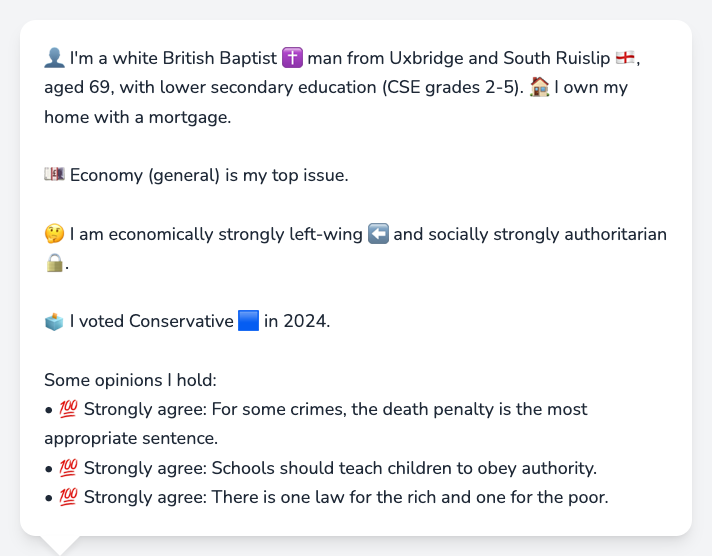 👤 I'm a white British Baptist ✝️ man from Uxbridge and South Ruislip 🏴󠁧󠁢󠁥󠁮󠁧󠁿,
aged 69, with lower secondary education (CSE grades 2-5). 🏠 I own my
home with a mortgage.
💷 Economy (general) is my top issue.
🤔 I am economically strongly left-wing ⬅️ and socially strongly authoritarian
🔒.
🗳️ I voted Conservative 🟦 in 2024.
Some opinions I hold:
• 💯 Strongly agree: For some crimes, the death penalty is the most
appropriate sentence.
• 💯 Strongly agree: Schools should teach children to obey authority.
• 💯 Strongly agree: There is one law for the rich and one for the poor.